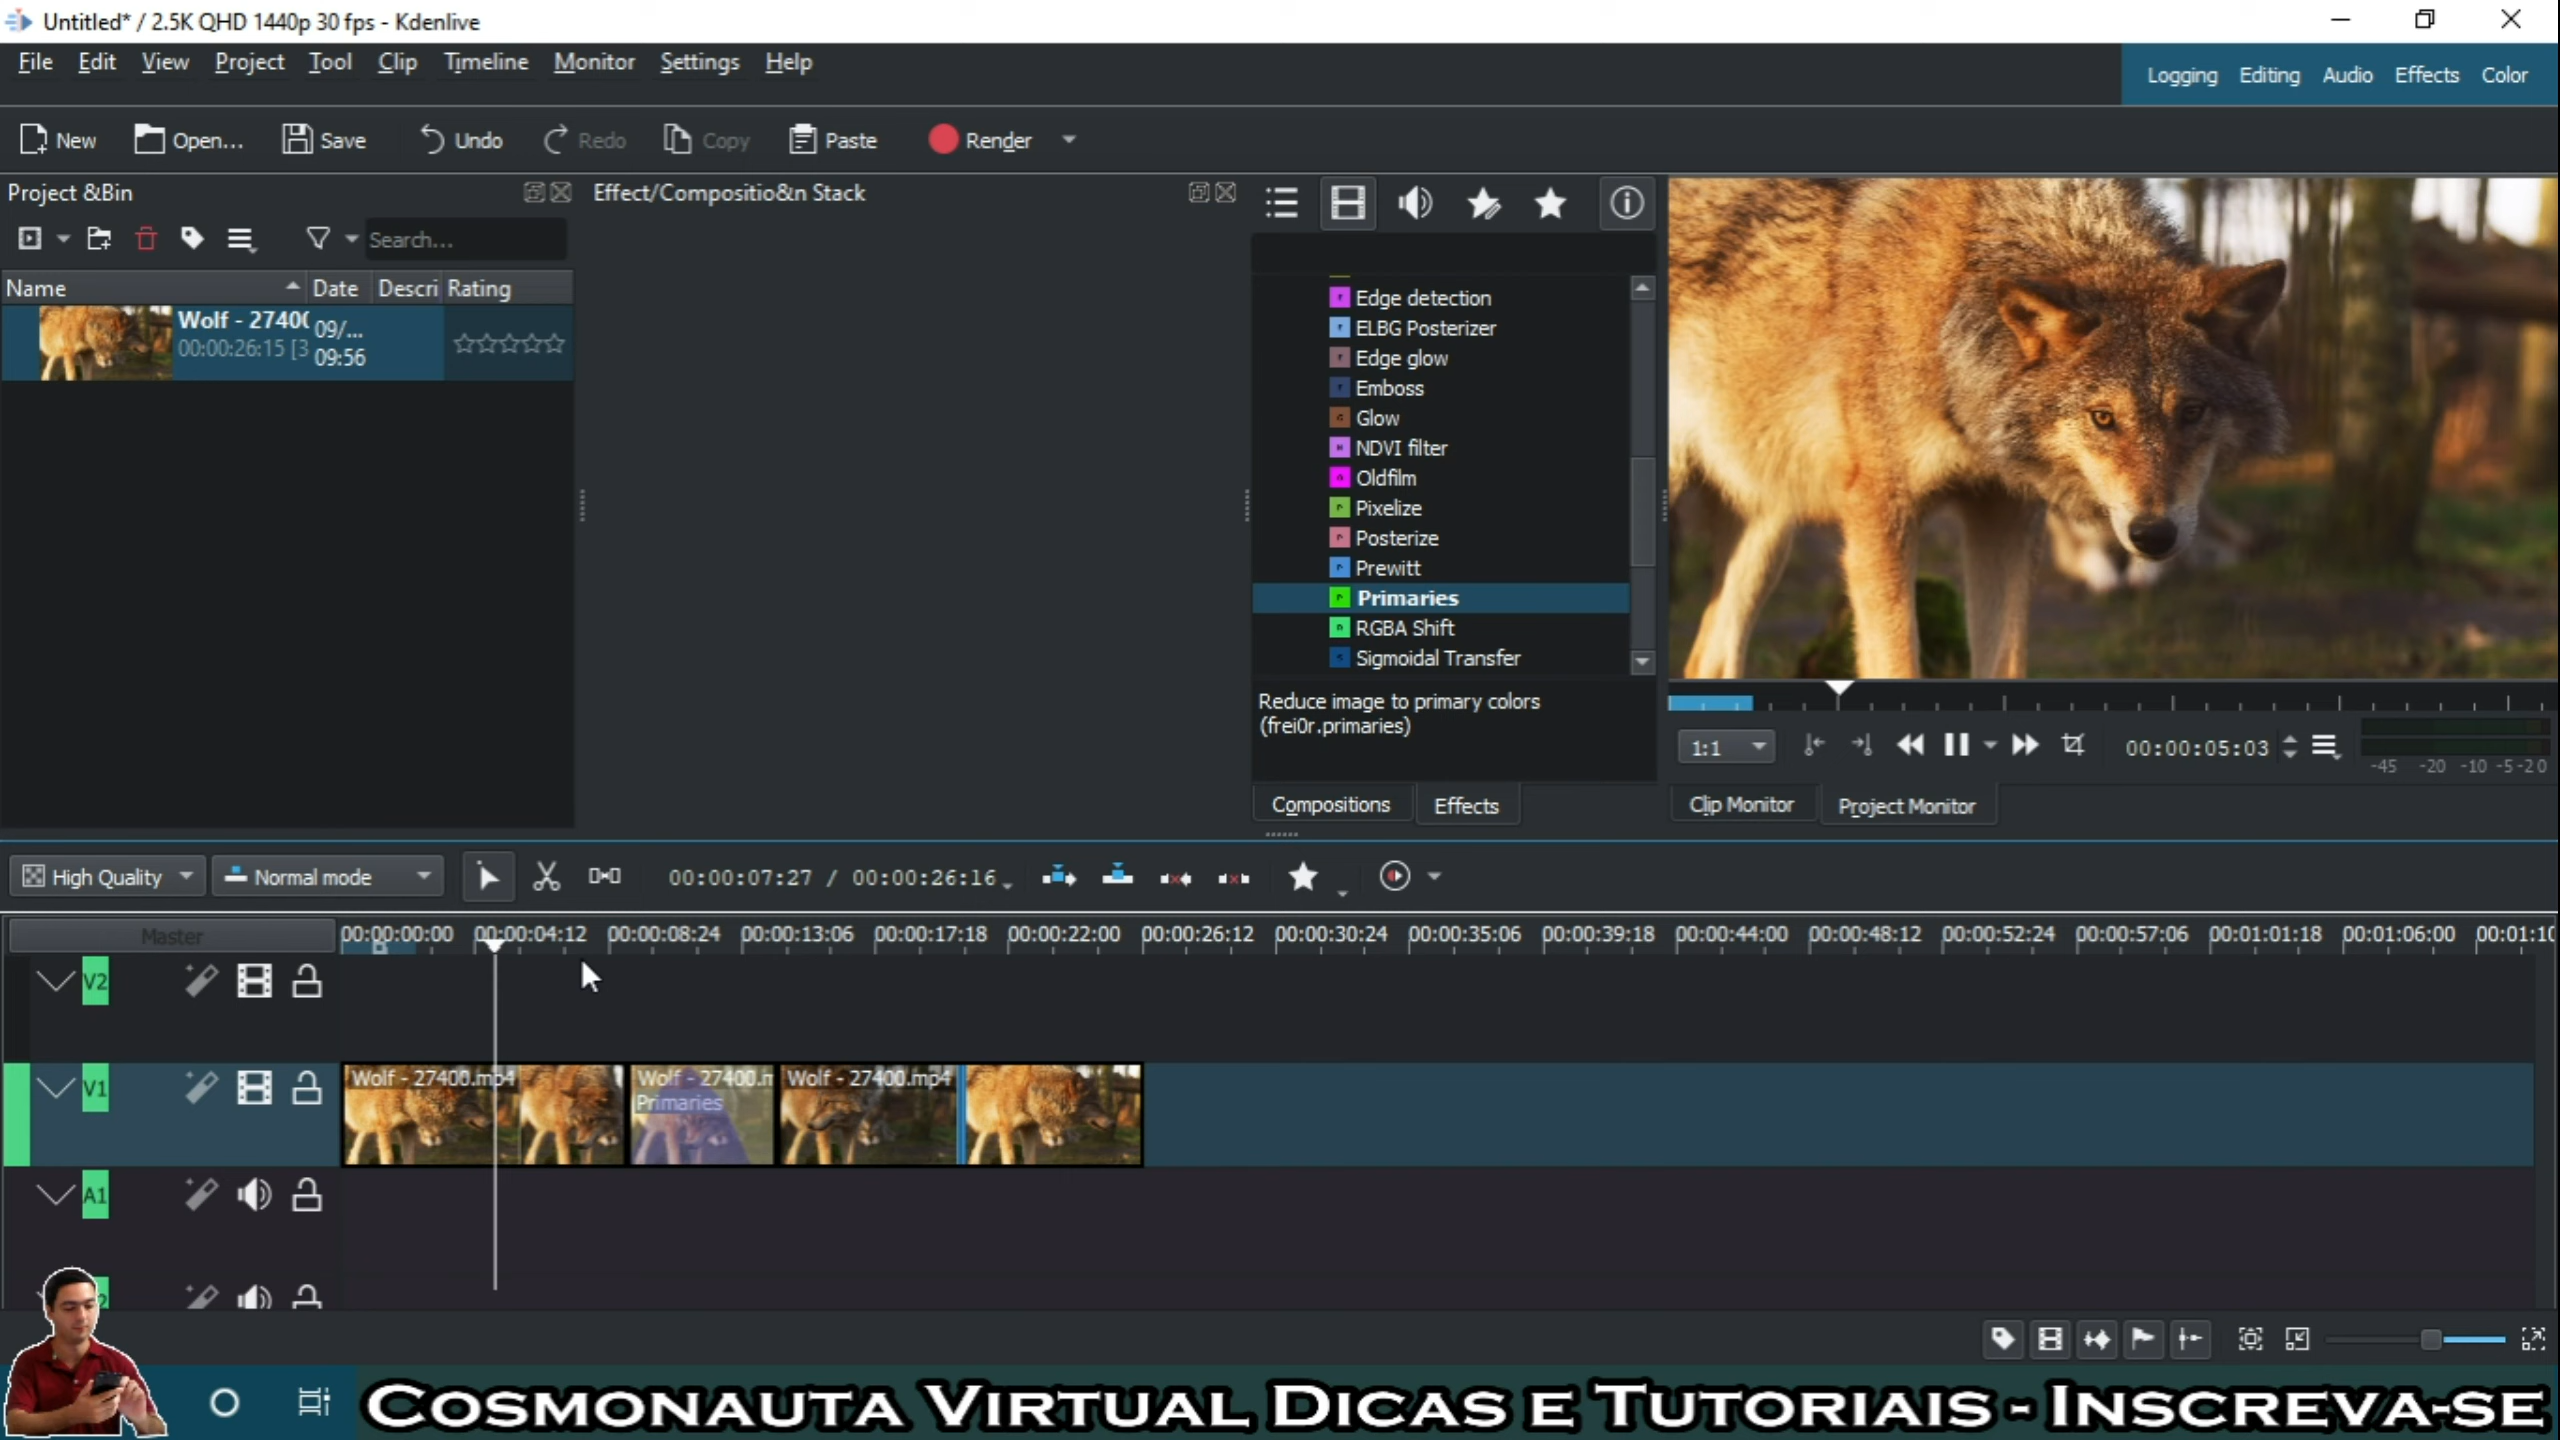 Untitled* / 2.5K QHD 1440p 30 fps - Kdenlive
File Edit View Project Tool Clip Timeline Monitor Settings Help
Logging Editing Audio Effects Color
New Open... Save Undo Redo Copy Paste Render
Project &Bin
Effect/Compositio&n Stack
Search...
Name Date Descri Rating
Wolf - 2740(
00:00:26:15 [3
09/...
09:56
Edge detection
ELBG Posterizer
Edge glow
Emboss
Glow
NDVI filter
Oldfilm
Pixelize
Posterize
Prewitt
Primaries
RGBA Shift
Sigmoidal Transfer
Reduce image to primary colors
(frei0r.primaries)
Compositions Effects
1:1
00:00:05:03
-45 -20 -10 -5 -2 0
Clip Monitor Project Monitor
High Quality Normal mode 00:00:07:27 / 00:00:26:16
Master
00:00:00:00 00:00:04:12 00:00:08:24 00:00:13:06 00:00:17:18 00:00:22:00 00:00:26:12 00:00:30:24 00:00:35:06 00:00:39:18 00:00:44:00 00:00:48:12 00:00:52:24 00:00:57:06 00:01:01:18 00:01:06:00 00:01:10
V2
V1
Wolf - 27400.mp4 Wolf - 27400.m Wolf - 27400.mp4
Primaries
A1
2
Cosmonauta Virtual Dicas e Tutoriais - Inscreva-se